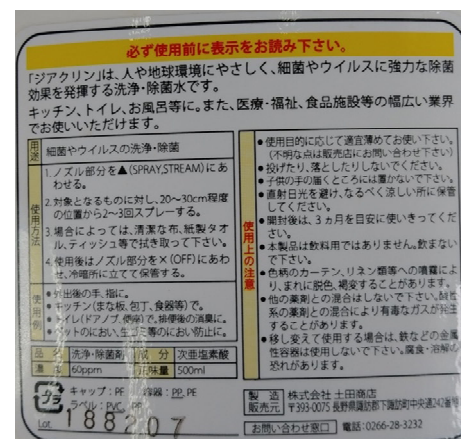 必ず使用前に表示をお読み下さい。
「ジアクリン」は、人や地球環境にやさしく、細菌やウイルスに強力な除菌
効果を発揮する洗浄・除菌水です。
キッチン、トイレ、お風呂等に。また、医療・福祉、食品施設等の幅広い業界
でお使いいただけます。
用途
細菌やウイルスの洗浄・除菌
使用方法
1. ノズル部分を▲(SPRAY,STREAM)にあ
わせる。
2. 対象となるものに対し、20〜30cm程度
の位置から2〜3回スプレーする。
3. 場合によっては、清潔な布、紙製タオ
ル、ティッシュ等で拭き取って下さい。
4. 使用後はノズル部分を×(OFF)にあわ
せ、冷暗所に立てて保管する。
使用例
●外出後の手、指に。
●キッチン(まな板、包丁、食器等)で。
●トイレ(ドアノブ、便座)で、排便後の消臭に。
●ペットのにおい、生ゴミ等のにおい防止に。
品名 洗浄・除菌剤 成分 次亜塩素酸
濃度 60ppm 正味量 500ml
プラ
キャップ：PE 容器：PP, PE
ラベル：PVC, PP
Lot. 188207
使用上の注意
●使用目的に応じて適宜薄めてお使い下さい。
(不明な点は販売店にお問い合わせ下さい)
●投げたり、落としたりしないでください。
●子供の手の届くところには置かないで下さい。
●直射日光を避け、なるべく涼しい所に保管
してください。
●開封後は、3ヵ月を目安に使いきってくだ
さい。
●本製品は飲料用ではありません。飲まない
で下さい。
●色柄のカーテン、リネン類等への噴霧によ
り、まれに脱色、褐変することがあります。
●他の薬剤との混合はしないで下さい。酸性
系の薬剤との混合により有毒なガスが発生
することがあります。
●移し変えて使用する場合は、鉄などの金属
性容器は使用しないで下さい。腐食・溶解の
恐れがあります。
製造販売元 株式会社 土田商店
〒393-0075 長野県諏訪郡下諏訪町中央通242番
お問い合わせ窓口 電話:0266-28-3232